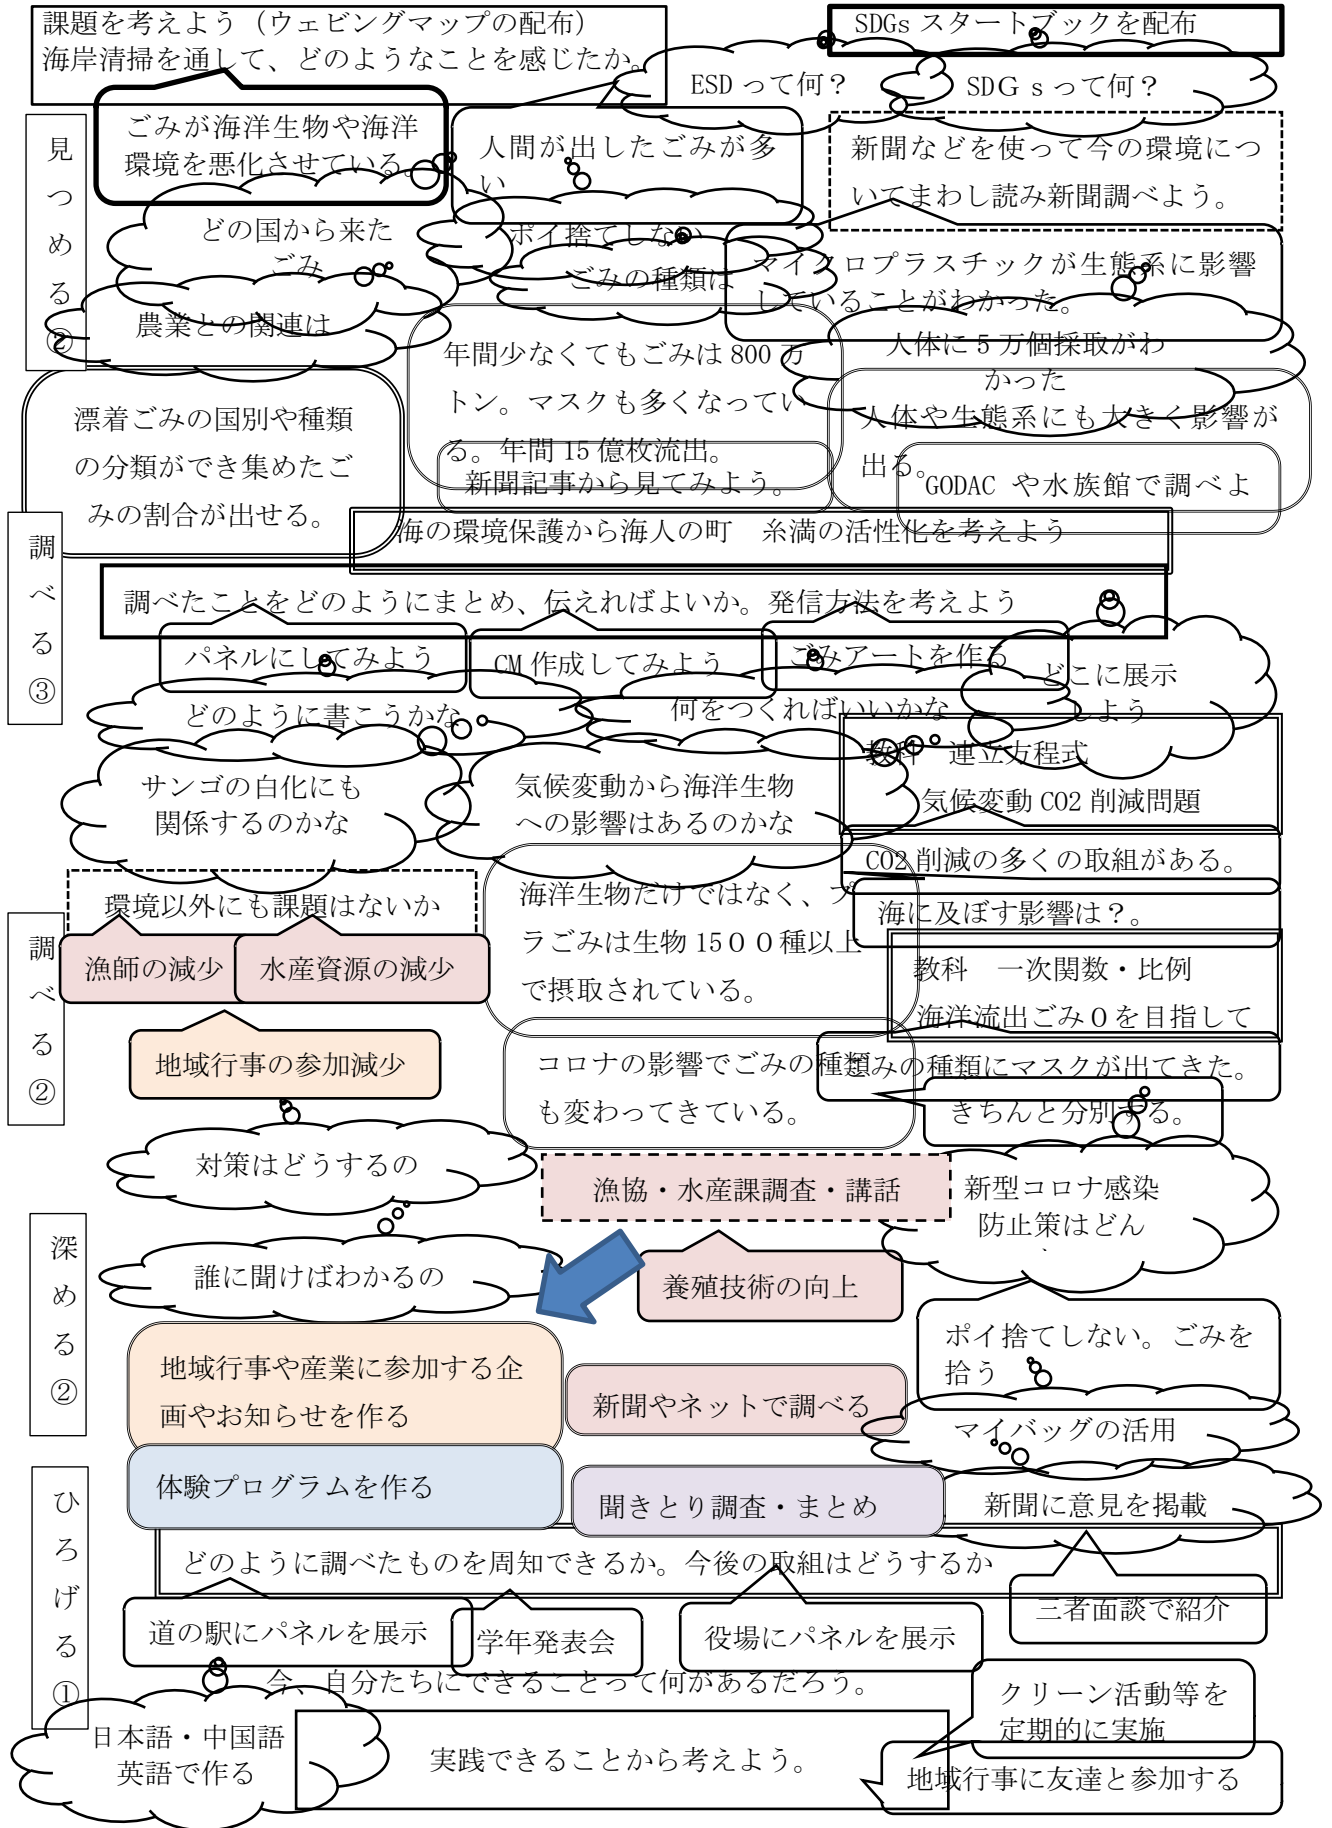 課題を考えよう（ウェビングマップの配布）
海岸清掃を通して、どのようなことを感じたか。
SDGs スタートブックを配布
ESD って何？
SDＧｓって何？
見つめる②
ごみが海洋生物や海洋
環境を悪化させている。
人間が出したごみが多
い
新聞などを使って今の環境につ
いてまわし読み新聞調べよう。
どの国から来た
ごみ
ポイ捨てしない
ごみの種類は
マイクロプラスチックが生態系に影響
していることがわかった。
農業との関連は
年間少なくてもごみは 800 万
トン。マスクも多くなってい
る。年間 15 億枚流出。
人体に 5 万個採取がわ
かった
人体や生態系にも大きく影響が
出る。
漂着ごみの国別や種類
の分類ができ集めたご
みの割合が出せる。
新聞記事から見てみよう。
GODAC や水族館で調べよ
調べる③
海の環境保護から海人の町　糸満の活性化を考えよう
調べたことをどのようにまとめ、伝えればよいか。発信方法を考えよう
パネルにしてみよう
CM 作成してみよう
ごみアートを作る
どこに展示
しよう
どのように書こうかな
何をつくればいいかな
教科　連立方程式
気候変動 CO2 削減問題
サンゴの白化にも
関係するのかな
気候変動から海洋生物
への影響はあるのかな
CO2 削減の多くの取組がある。
海に及ぼす影響は？。
環境以外にも課題はないか
海洋生物だけではなく、プ
ラごみは生物 15００種以上
で摂取されている。
調べる②
漁師の減少
水産資源の減少
教科　一次関数・比例
海洋流出ごみ０を目指して
地域行事の参加減少
コロナの影響でごみの種類
も変わってきている。
ごみの種類にマスクが出てきた。
きちんと分別する。
対策はどうするの
漁協・水産課調査・講話
新型コロナ感染
防止策はどん
深める②
誰に聞けばわかるの
養殖技術の向上
ポイ捨てしない。ごみを
拾う
地域行事や産業に参加する企
画やお知らせを作る
新聞やネットで調べる
マイバッグの活用
ひろげる①
体験プログラムを作る
聞きとり調査・まとめ
新聞に意見を掲載
どのように調べたものを周知できるか。今後の取組はどうするか
道の駅にパネルを展示
学年発表会
役場にパネルを展示
三者面談で紹介
今、自分たちにできることって何があるだろう。
クリーン活動等を
定期的に実施
日本語・中国語
英語で作る
実践できることから考えよう。
地域行事に友達と参加する